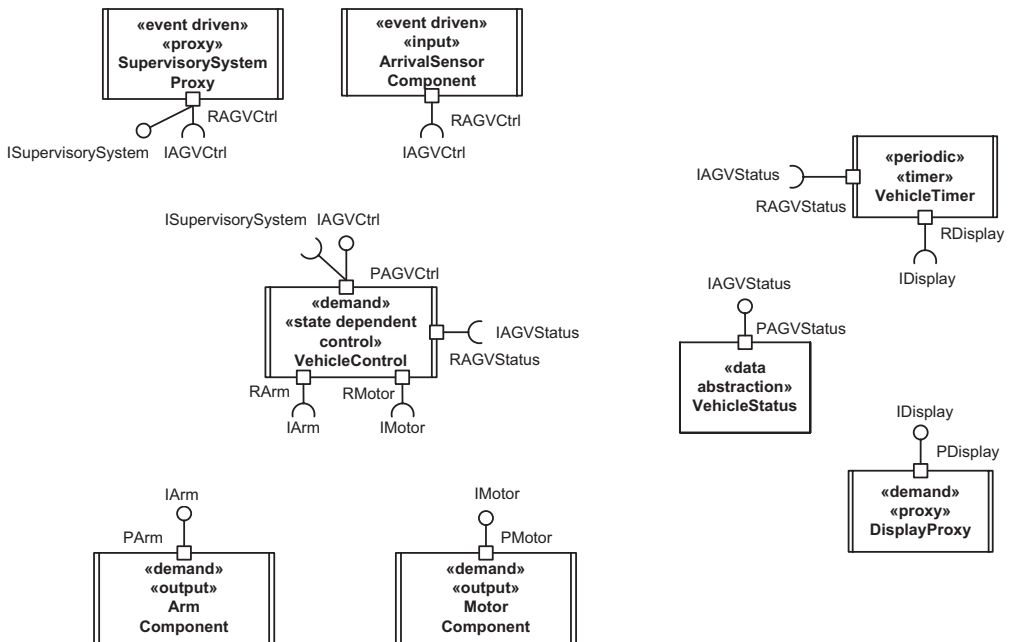 «event driven»
«proxy»
SupervisorySystem
Proxy
RAGVCtrl
ISupervisorySystem IAGVCtrl
«event driven»
«input»
ArrivalSensor
Component
RAGVCtrl
IAGVCtrl
IAGVStatus
RAGVStatus
«periodic»
«timer»
VehicleTimer
RDisplay
IDisplay
ISupervisorySystem IAGVCtrl
PAGVCtrl
«demand»
«state dependent
control»
VehicleControl
IAGVStatus
RAGVStatus
RArm
RMotor
IArm
IMotor
IAGVStatus
PAGVStatus
«data
abstraction»
VehicleStatus
IDisplay
PDisplay
«demand»
«proxy»
DisplayProxy
IArm
PArm
«demand»
«output»
Arm
Component
IMotor
PMotor
«demand»
«output»
Motor
Component